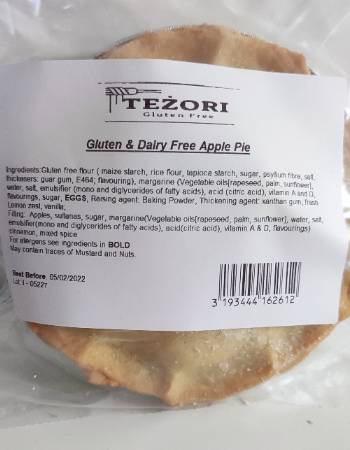 TEŻORI
Gluten Free
Gluten & Dairy Free Apple Pie
Ingredients:Gluten free flour ( maize starch, rice flour, tapioca starch, sugar, psyllium fibre, salt,
thickeners: guar gum, E464; flavouring), margarine (Vegetable oils[rapeseed, palm, sunflower],
water, salt, emulsifier (mono and diglycerides of fatty acids), acid (citric acid), vitamins A and D,
flavourings, sugar, EGGS, Raising agent: Baking Powder, Thickening agent: xanthan gum, fresh
Lemon zest, vanilla,
Filling: Apples, sultanas, sugar, margarine(Vegetable oils[rapeseed, palm, sunflower], water, salt,
emulsifier(mono and diglycerides of fatty acids), acid(citric acid), vitamin A & D, flavourings)
cinnamon, mixed spice
For allergens see ingredients in BOLD
May contain traces of Mustard and Nuts.
Best Before: 05/02/2022
Lot: I - 05227
3 193444 162612